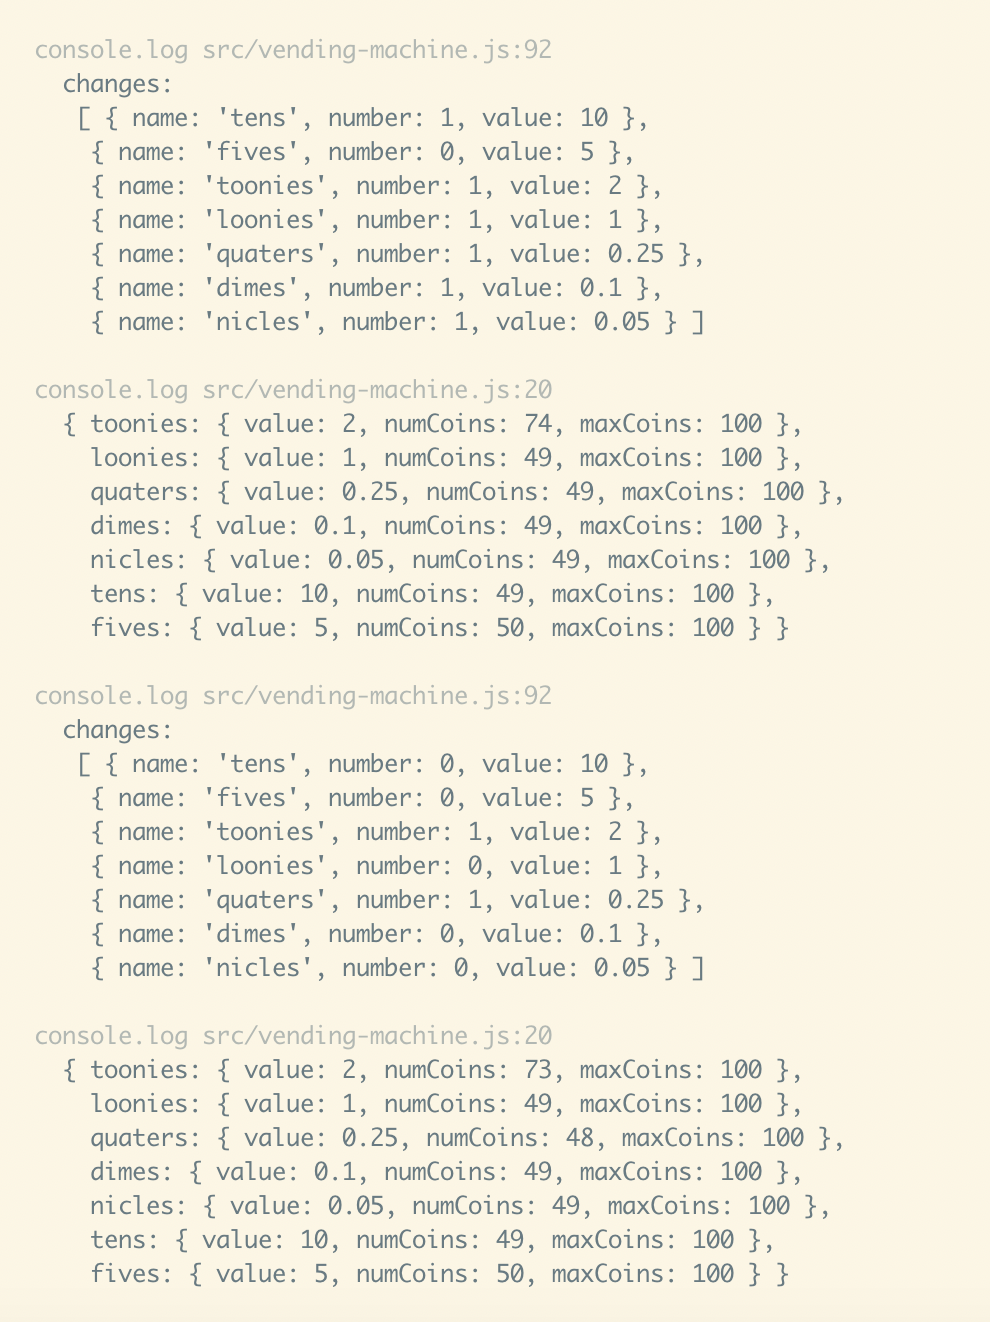 console.log src/vending-machine.js:92
changes:
[ { name: 'tens', number: 1, value: 10 },
{ name: 'fives', number: 0, value: 5 },
{ name: 'toonies', number: 1, value: 2 },
{ name: 'loonies', number: 1, value: 1 },
{ name: 'quaters', number: 1, value: 0.25 },
{ name: 'dimes', number: 1, value: 0.1 },
{ name: 'nicles', number: 1, value: 0.05 } ]
console.log src/vending-machine.js:20
{ toonies: { value: 2, numCoins: 74, maxCoins: 100 },
loonies: { value: 1, numCoins: 49, maxCoins: 100 },
quaters: { value: 0.25, numCoins: 49, maxCoins: 100 },
dimes: { value: 0.1, numCoins: 49, maxCoins: 100 },
nicles: { value: 0.05, numCoins: 49, maxCoins: 100 },
tens: { value: 10, numCoins: 49, maxCoins: 100 },
fives: { value: 5, numCoins: 50, maxCoins: 100 } }
console.log src/vending-machine.js:92
changes:
[ { name: 'tens', number: 0, value: 10 },
{ name: 'fives', number: 0, value: 5 },
{ name: 'toonies', number: 1, value: 2 },
{ name: 'loonies', number: 0, value: 1 },
{ name: 'quaters', number: 1, value: 0.25 },
{ name: 'dimes', number: 0, value: 0.1 },
{ name: 'nicles', number: 0, value: 0.05 } ]
console.log src/vending-machine.js:20
{ toonies: { value: 2, numCoins: 73, maxCoins: 100 },
loonies: { value: 1, numCoins: 49, maxCoins: 100 },
quaters: { value: 0.25, numCoins: 48, maxCoins: 100 },
dimes: { value: 0.1, numCoins: 49, maxCoins: 100 },
nicles: { value: 0.05, numCoins: 49, maxCoins: 100 },
tens: { value: 10, numCoins: 49, maxCoins: 100 },
fives: { value: 5, numCoins: 50, maxCoins: 100 } }